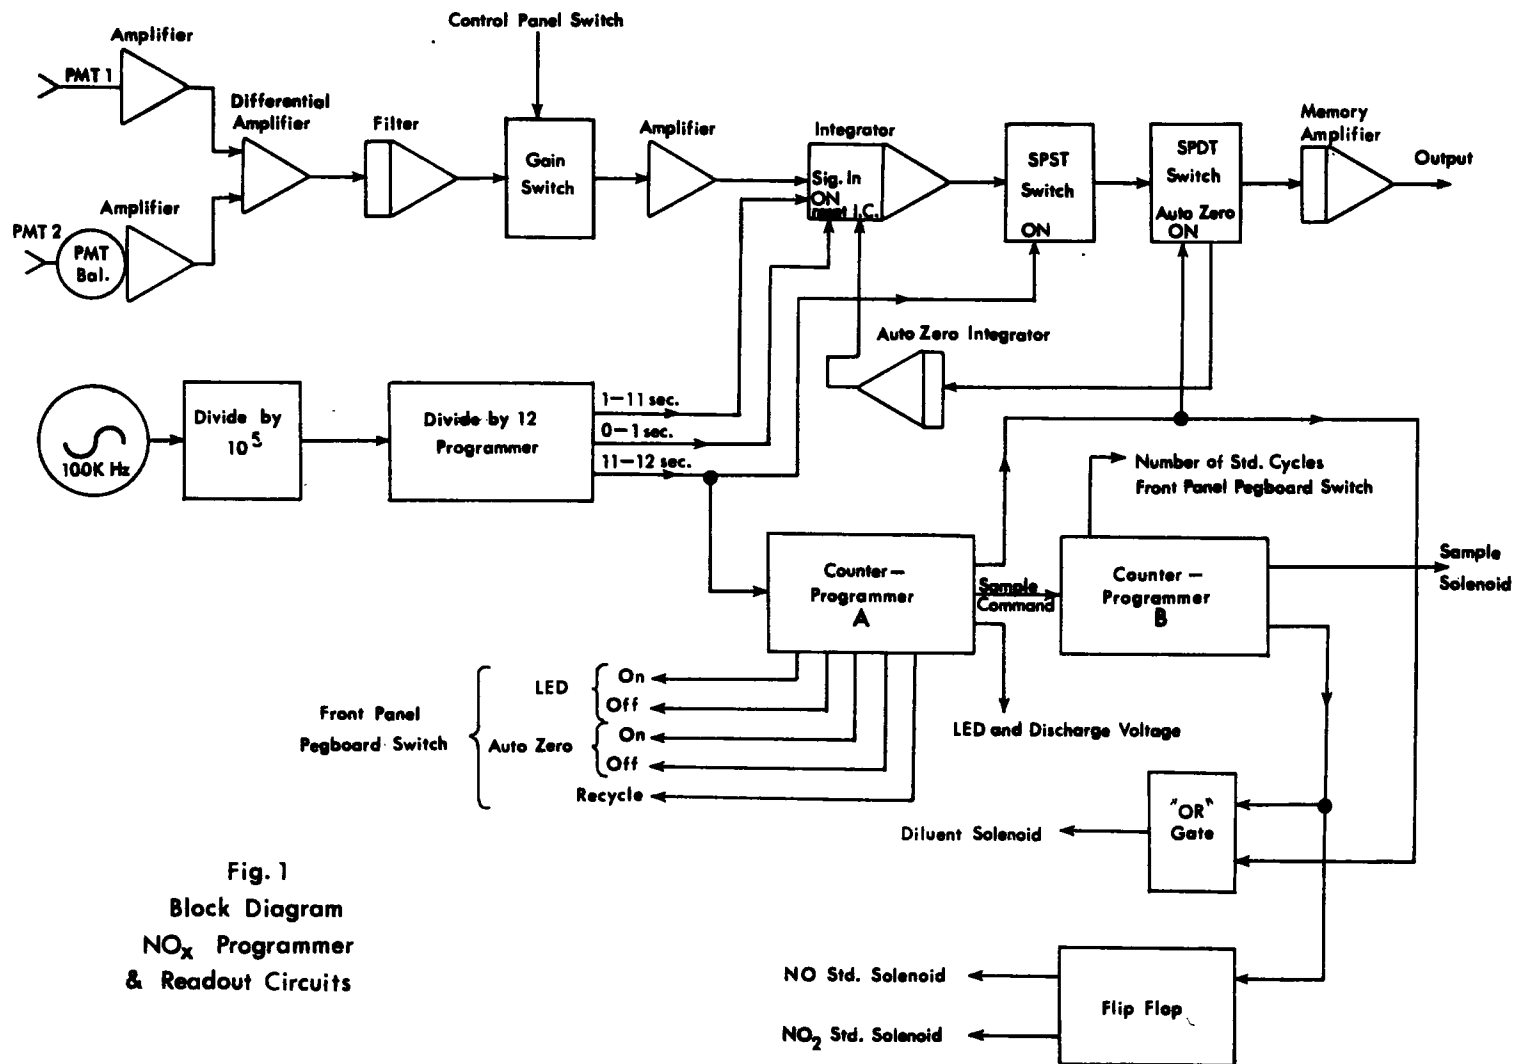 Control Panel Switch
Amplifier
PMT 1
Differential
Amplifier
Filter
Gain
Switch
Amplifier
Integrator
Sig. In
ON
reset I.C.
SPST
Switch
ON
SPDT
Switch
Auto Zero
ON
Memory
Amplifier
Output
Amplifier
PMT 2
PMT
Bal.
Auto Zero Integrator
100K Hz
Divide by
10 5
Divide by 12
Programmer
1—11 sec.
0—1 sec.
11—12 sec.
Number of Std. Cycles
Front Panel Pegboard Switch
Counter—
Programmer
A
Sample
Command
Counter —
Programmer
B
Sample
Solenoid
LED
On
Off
Front Panel
Pegboard Switch
Auto Zero
On
Off
Recycle
LED and Discharge Voltage
"OR"
Gate
Diluent Solenoid
Fig. 1
Block Diagram
NOx Programmer
& Readout Circuits
NO Std. Solenoid
NO2 Std. Solenoid
Flip Flop